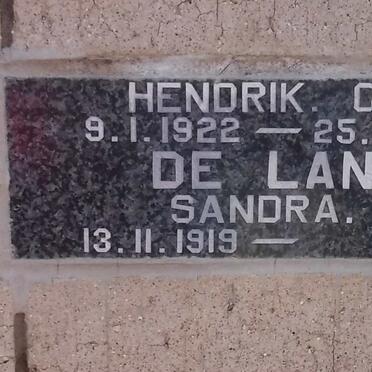 HENDRIK.
9.1.1922 — 25.
DE LAN
SANDRA.
13.11.1919 —